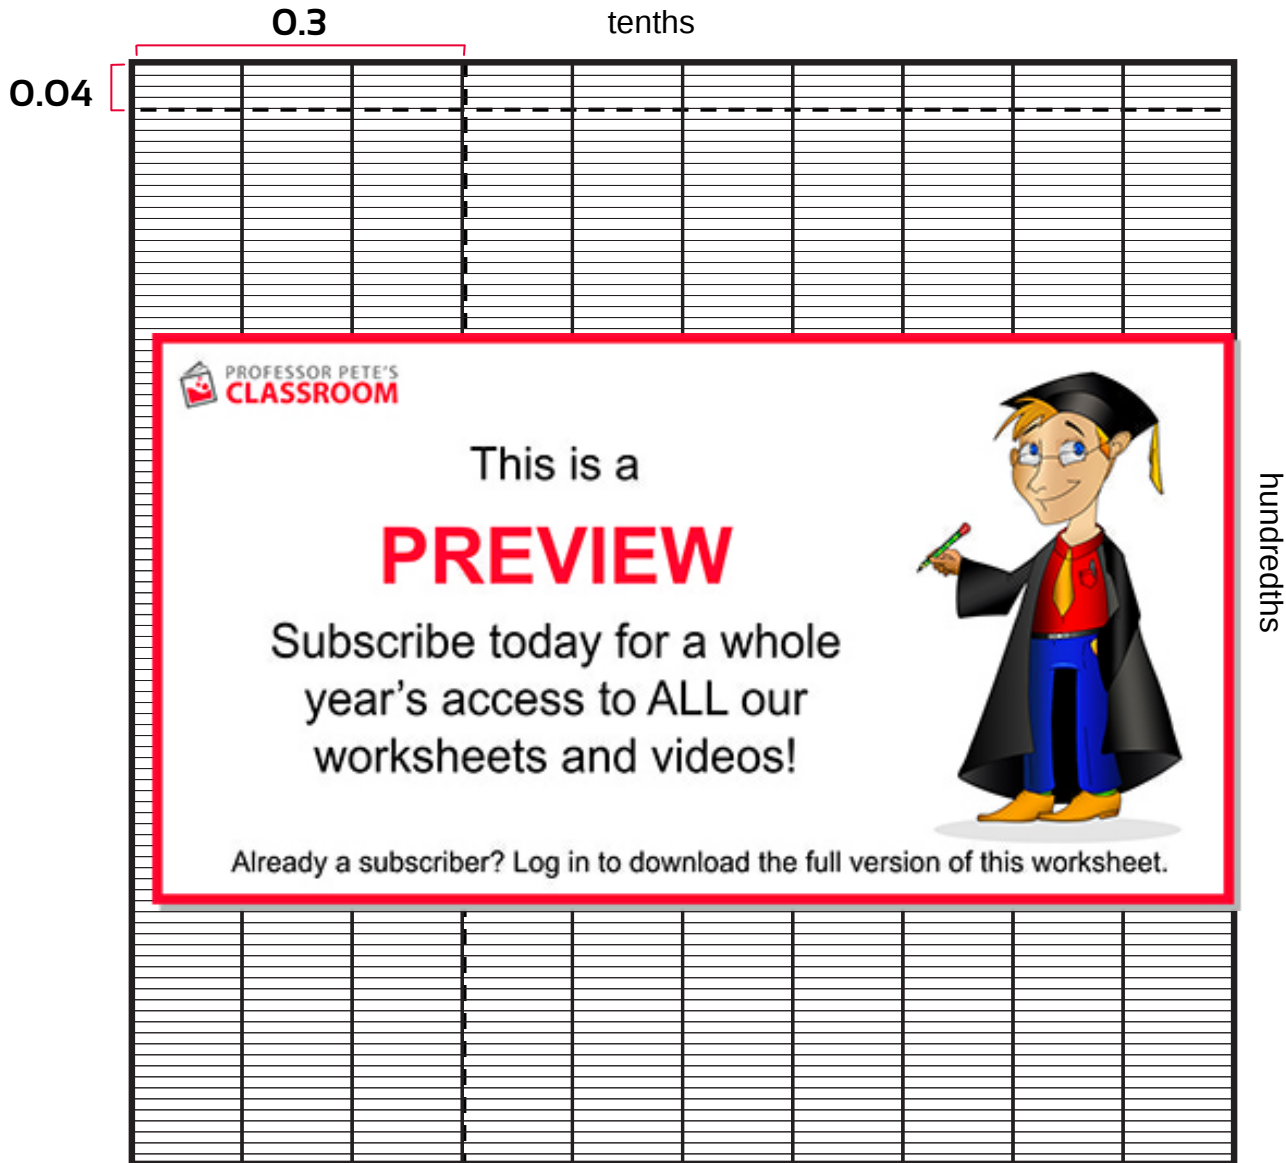 0.3
tenths
0.04
PROFESSOR PETE'S
CLASSROOM
This is a
PREVIEW
Subscribe today for a whole
year's access to ALL our
worksheets and videos!
Already a subscriber? Log in to download the full version of this worksheet.
hundredths